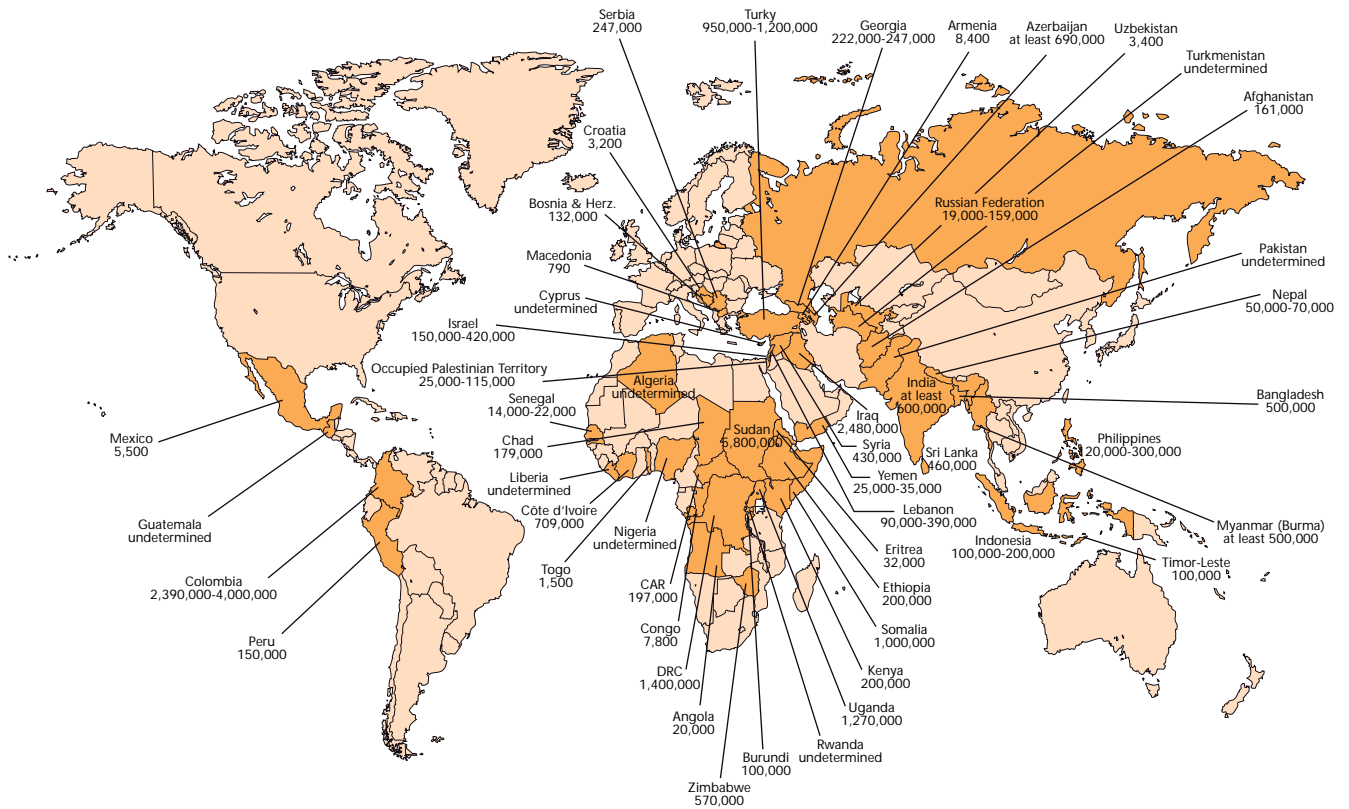 Serbia
247,000
Turky
950,000-1,200,000
Georgia
222,000-247,000
Armenia
8,400
Azerbaijan
at least 690,000
Uzbekistan
3,400
Turkmenistan
undetermined
Afghanistan
161,000
Croatia
3,200
Bosnia & Herz.
132,000
Russian Federation
19,000-159,000
Macedonia
790
Pakistan
undetermined
Cyprus
undetermined
Nepal
50,000-70,000
Israel
150,000-420,000
Occupied Palestinian Territory
25,000-115,000
Algeria
undetermined
India
at least
600,000
Bangladesh
500,000
Senegal
14,000-22,000
Iraq
2,480,000
Mexico
5,500
Chad
179,000
Sudan
5,800,000
Syria
430,000
Sri Lanka
460,000
Philippines
20,000-300,000
Liberia
undetermined
Yemen
25,000-35,000
Côte d'Ivoire
709,000
Lebanon
90,000-390,000
Guatemala
undetermined
Nigeria
undetermined
Indonesia
100,000-200,000
Myanmar (Burma)
at least 500,000
Eritrea
32,000
Togo
1,500
Timor-Leste
100,000
Colombia
2,390,000-4,000,000
CAR
197,000
Ethiopia
200,000
Peru
150,000
Congo
7,800
Somalia
1,000,000
DRC
1,400,000
Kenya
200,000
Angola
20,000
Uganda
1,270,000
Rwanda
undetermined
Burundi
100,000
Zimbabwe
570,000